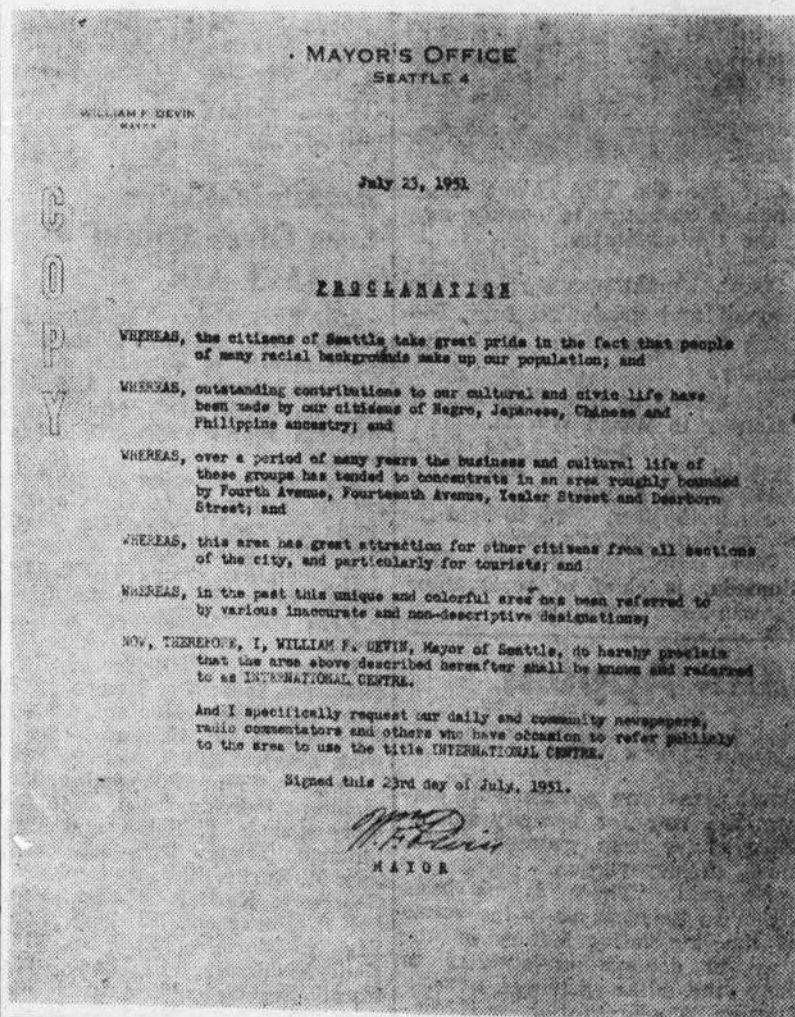 MAYOR'S OFFICE
SEATTLE 4
WILLIAM F. DEVIN
MAYOR
July 23, 1951
COPY
PROCLAMATION
WHEREAS, the citizens of Seattle take great pride in the fact that people
of many racial backgrounds make up our population; and
WHEREAS, outstanding contributions to our cultural and civic life have
been made by our citizens of Negro, Japanese, Chinese and
Philippine ancestry; and
WHEREAS, over a period of many years the business and cultural life of
these groups has tended to concentrate in an area roughly bounded
by Fourth Avenue, Fourteenth Avenue, Yesler Street and Dearborn
Street; and
WHEREAS, this area has great attraction for other citizens from all sections
of the city, and particularly for tourists; and
WHEREAS, in the past this unique and colorful area has been referred to
by various inaccurate and non-descriptive designations;
NOW, THEREFORE, I, WILLIAM F. DEVIN, Mayor of Seattle, do hereby proclaim
that the area above described hereafter shall be known and referred
to as INTERNATIONAL CENTRE.
And I specifically request our daily and community newspapers,
radio commentators and others who have occasion to refer publicly
to the area to use the title INTERNATIONAL CENTRE.
Signed this 23rd day of July, 1951.
Wm F. Devin
MAYOR